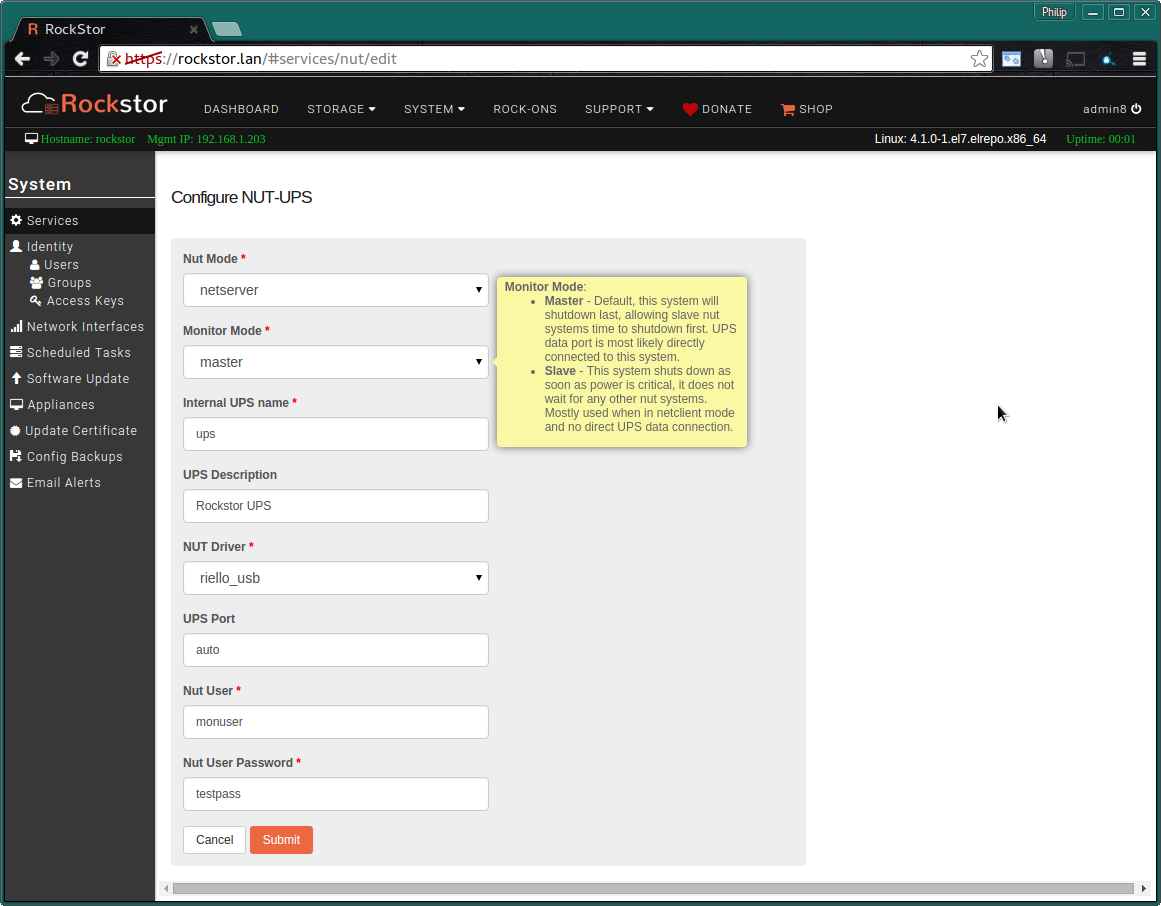 Philip
RockStor
https://rockstor.lan/#services/nut/edit
Rockstor
DASHBOARD STORAGE SYSTEM ROCK-ONS SUPPORT DONATE SHOP admin8
Hostname: rockstor Mgmt IP: 192.168.1.203 Linux: 4.1.0-1.el7.elrepo.x86_64 Uptime: 00:01
System
Services
Identity
Users
Groups
Access Keys
Network Interfaces
Scheduled Tasks
Software Update
Appliances
Update Certificate
Config Backups
Email Alerts
Configure NUT-UPS
Nut Mode *
netserver
Monitor Mode *
master
Monitor Mode:
• Master - Default, this system will
shutdown last, allowing slave nut
systems time to shutdown first. UPS
data port is most likely directly
connected to this system.
• Slave - This system shuts down as
soon as power is critical, it does not
wait for any other nut systems.
Mostly used when in netclient mode
and no direct UPS data connection.
Internal UPS name *
ups
UPS Description
Rockstor UPS
NUT Driver *
riello_usb
UPS Port
auto
Nut User *
monuser
Nut User Password *
testpass
Cancel Submit